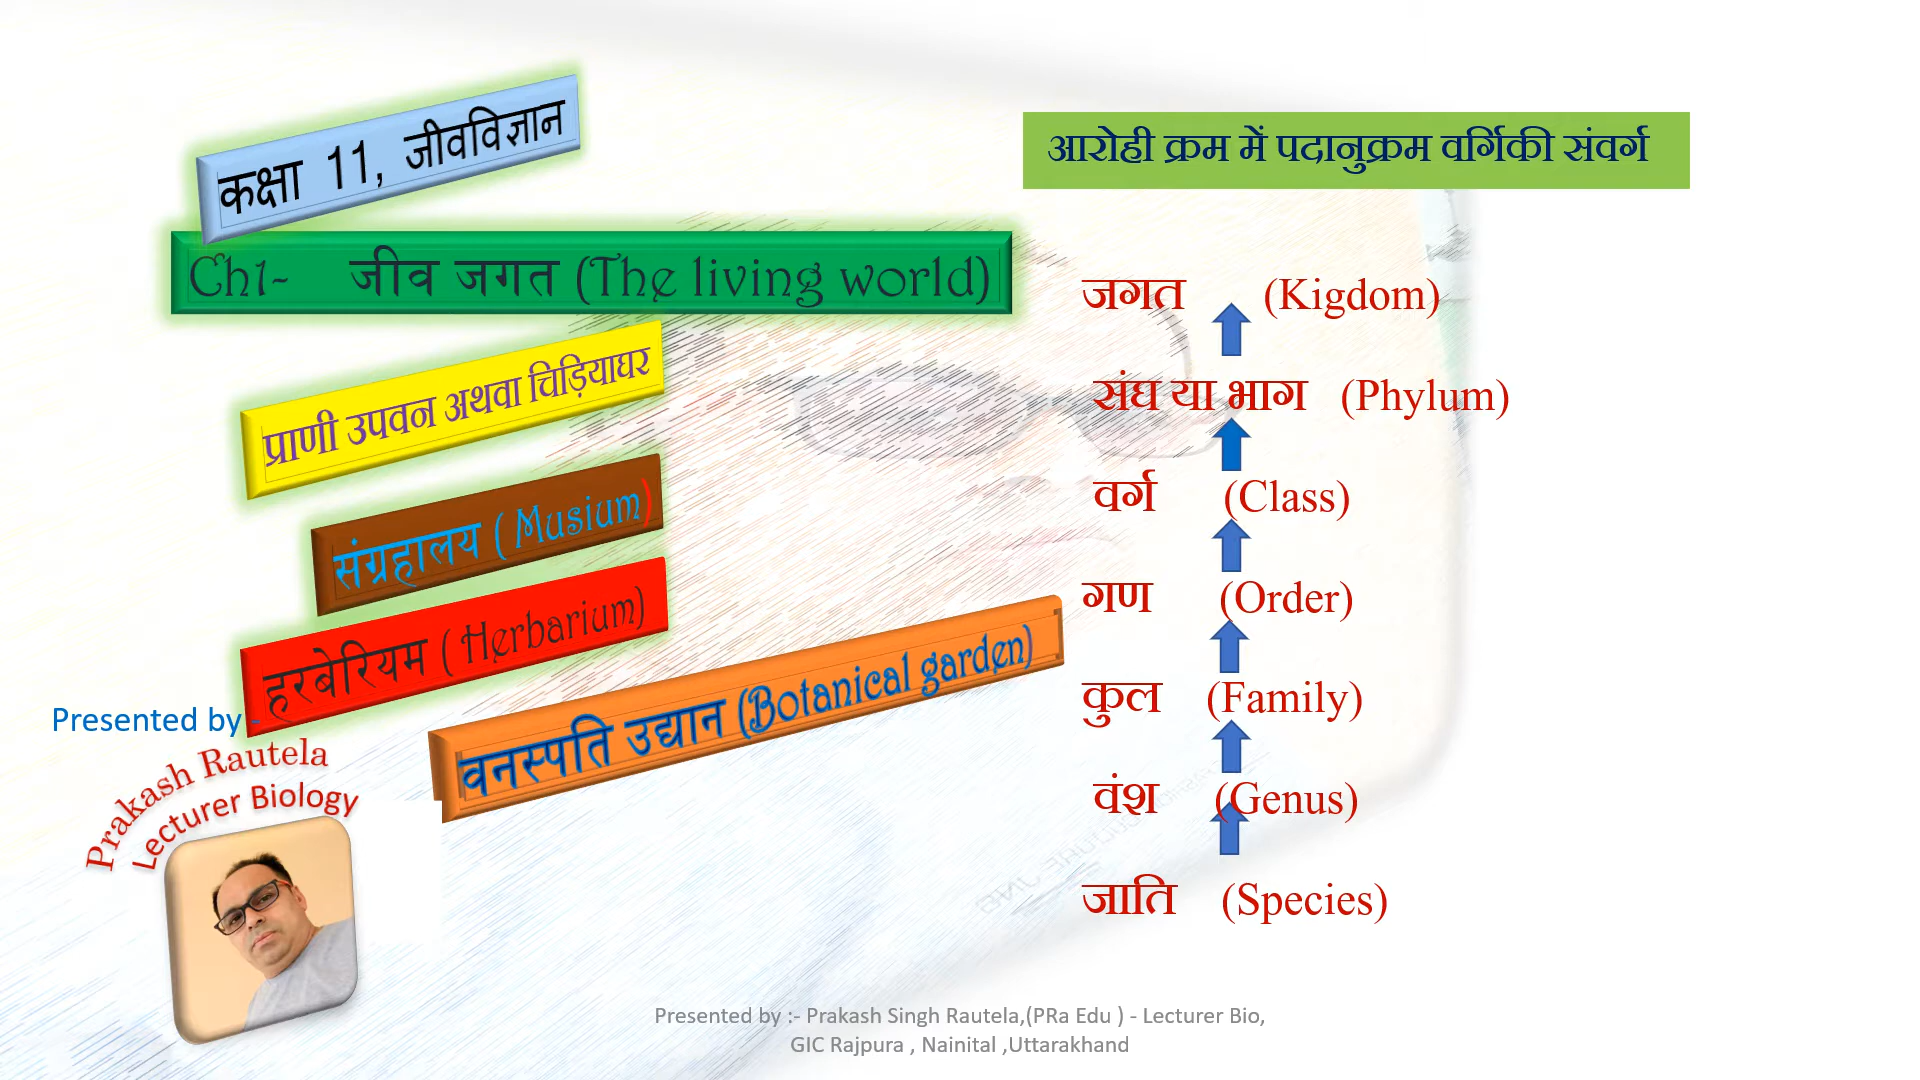 कक्षा 11, जीवविज्ञान
Ch1- जीव जगत (The living world)
प्राणी उपवन अथवा चिड़ियाघर
संग्रहालय ( Musium)
हरबेरियम ( Herbarium)
वनस्पति उद्यान (Botanical garden)
Presented by -
Prakash Rautela
Lecturer Biology
आरोही क्रम में पदानुक्रम वर्गिकी संवर्ग
जगत (Kigdom)
संघ या भाग (Phylum)
वर्ग (Class)
गण (Order)
कुल (Family)
वंश (Genus)
जाति (Species)
Presented by :- Prakash Singh Rautela,(PRa Edu ) - Lecturer Bio,
GIC Rajpura , Nainital ,Uttarakhand